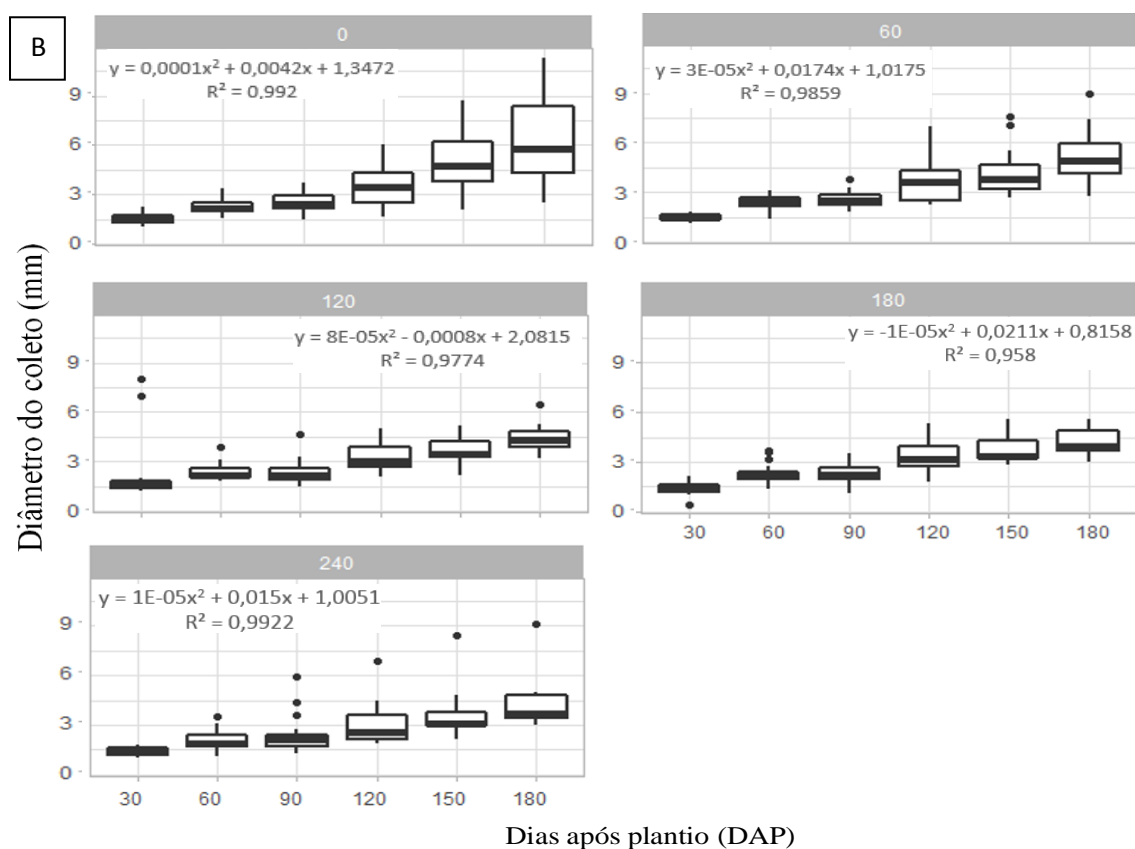 B
Diâmetro do coleto (mm)
0
y = 0,0001x² + 0,0042x + 1,3472
R² = 0,992
9
6
3
0
60
y = 3E-05x² + 0,0174x + 1,0175
R² = 0,9859
9
6
3
0
120
y = 8E-05x² - 0,0008x + 2,0815
R² = 0,9774
9
6
3
0
180
y = -1E-05x² + 0,0211x + 0,8158
R² = 0,958
9
6
3
0
30 60 90 120 150 180
240
y = 1E-05x² + 0,015x + 1,0051
R² = 0,9922
9
6
3
0
30 60 90 120 150 180
Dias após plantio (DAP)